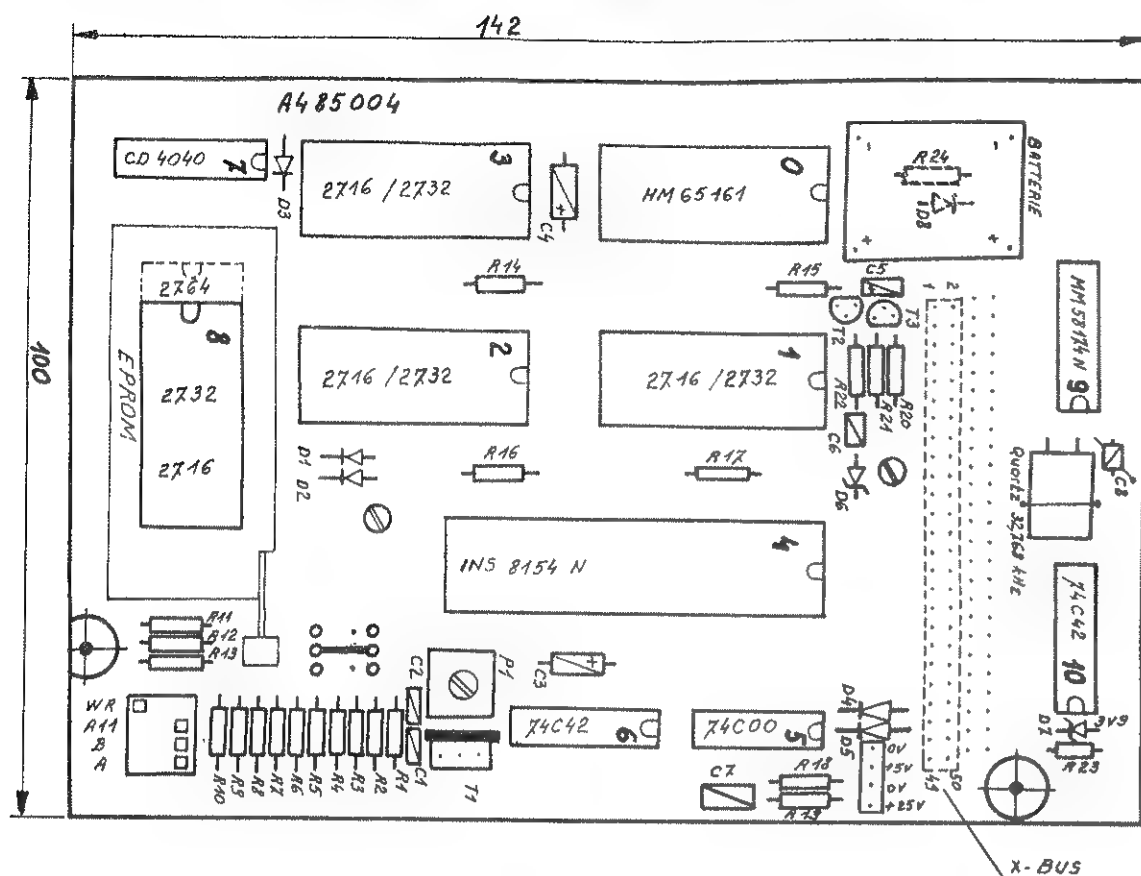 142
A485004
100
CD 4040
7
D3
2716 / 2732
3
C4
HM 65161
0
R24
D8
BATTERIE
2764
8
2732
2716
EPROM
R14
R15
C5
1 2
T2
T3
MM 58174 N
9
2716 / 2732
2
2716 / 2732
1
R22
R21
R20
C6
D6
D1
D2
R16
R17
Quartz 32,768 kHz
C8
INS 8154 N
4
74C42
10
R11
R12
R13
C2
P1
C3
WR
A11
B
A
R10
R9
R8
R7
R6
R5
R4
R3
R2
R1
C1
T1
74C42
6
74C00
5
D4
D5
0V
15V
0V
+25V
C7
R18
R19
49 50
D7
3V9
R23
X-BUS